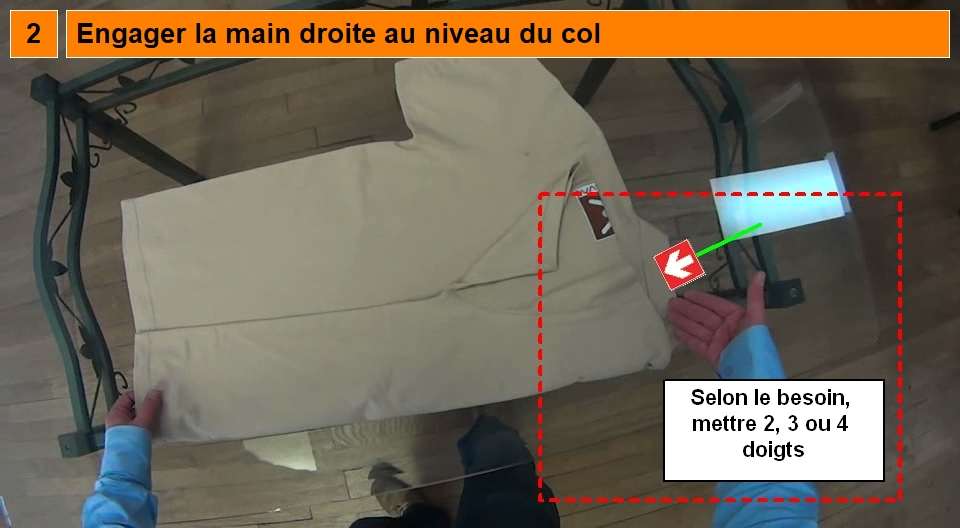 2
Engager la main droite au niveau du col
Selon le besoin,
mettre 2, 3 ou 4
doigts